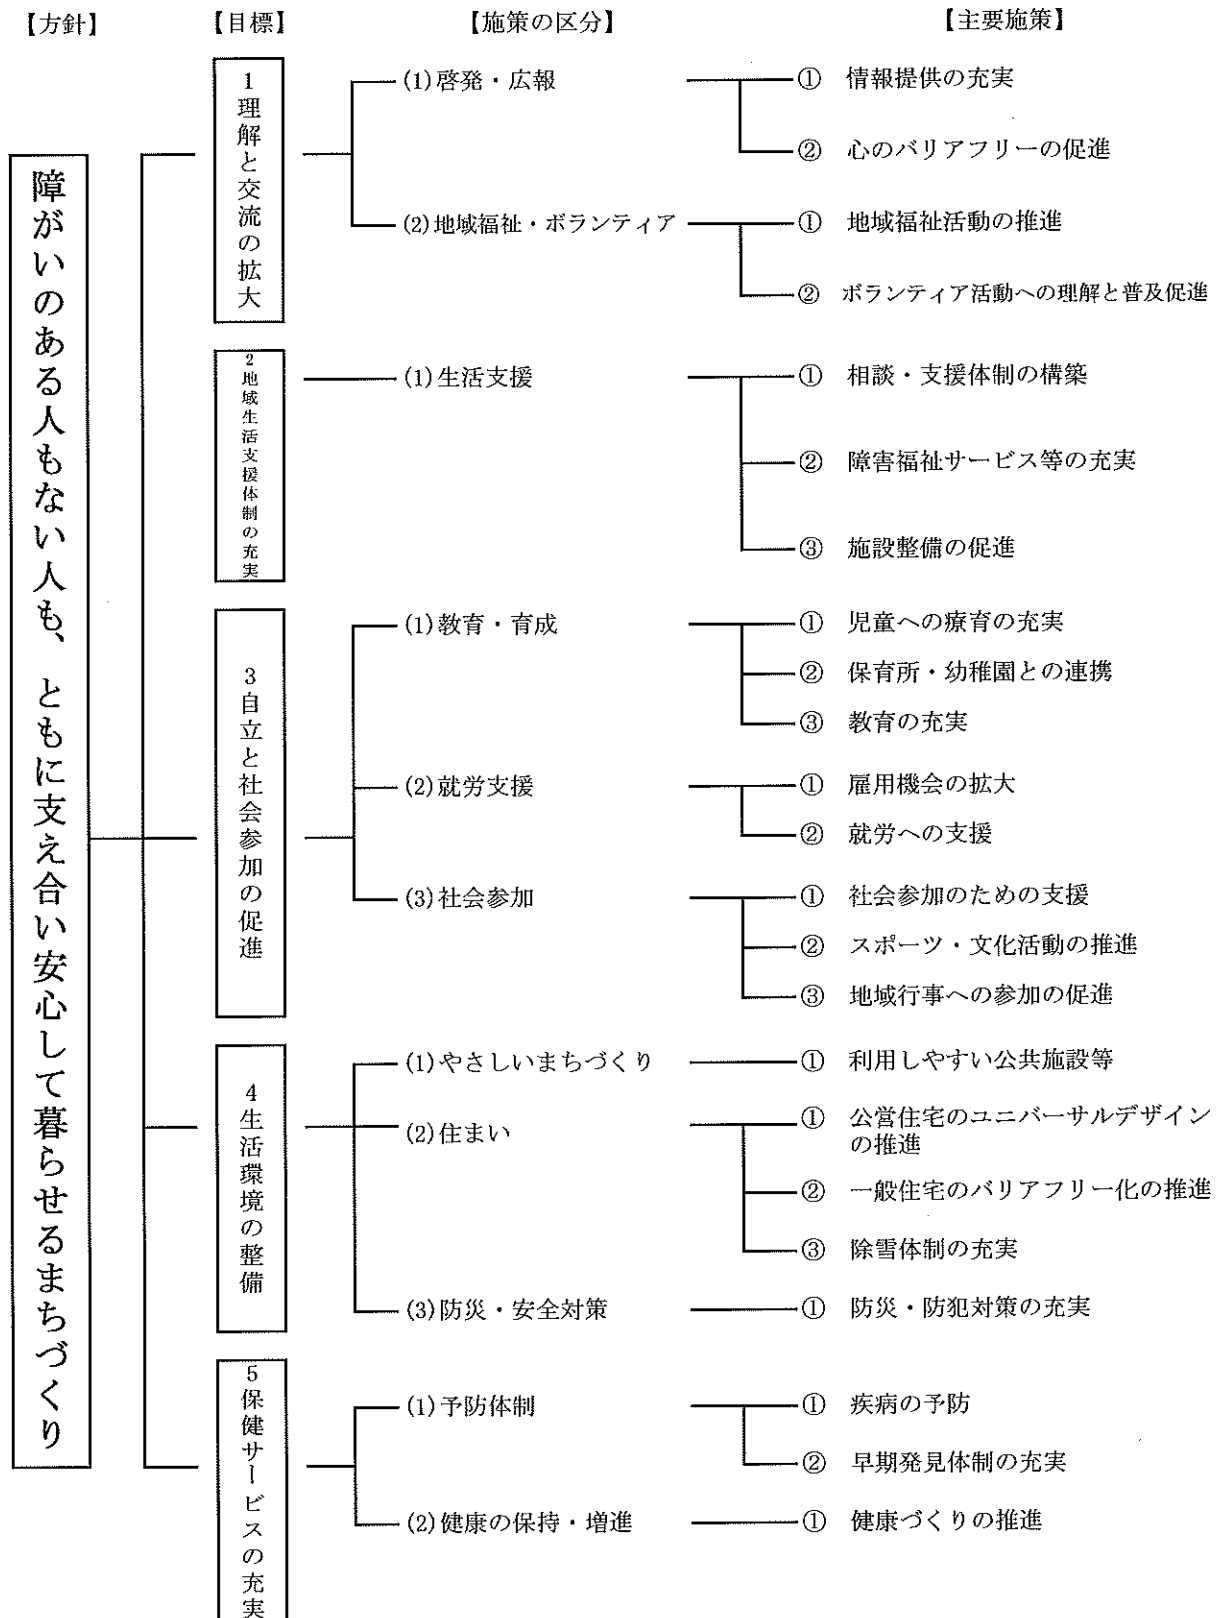 【方針】 【目標】 【施策の区分】 【主要施策】
障がいのある人もない人も、ともに支え合い安心して暮らせるまちづくり
1 理解と交流の拡大
(1)啓発・広報
① 情報提供の充実
② 心のバリアフリーの促進
(2)地域福祉・ボランティア
① 地域福祉活動の推進
② ボランティア活動への理解と普及促進
2 地域生活支援体制の充実
(1)生活支援
① 相談・支援体制の構築
② 障害福祉サービス等の充実
③ 施設整備の促進
3 自立と社会参加の促進
(1)教育・育成
① 児童への療育の充実
② 保育所・幼稚園との連携
③ 教育の充実
(2)就労支援
① 雇用機会の拡大
② 就労への支援
(3)社会参加
① 社会参加のための支援
② スポーツ・文化活動の推進
③ 地域行事への参加の促進
4 生活環境の整備
(1)やさしいまちづくり
① 利用しやすい公共施設等
(2)住まい
① 公営住宅のユニバーサルデザイン
の推進
② 一般住宅のバリアフリー化の推進
③ 除雪体制の充実
(3)防災・安全対策
① 防災・防犯対策の充実
5 保健サービスの充実
(1)予防体制
① 疾病の予防
② 早期発見体制の充実
(2)健康の保持・増進
① 健康づくりの推進